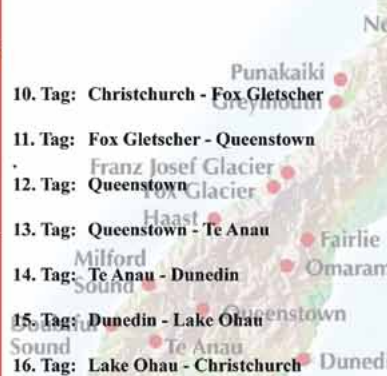 Punakaiki
10. Tag: Christchurch - Fox Gletscher
Greymouth
11. Tag: Fox Gletscher - Queenstown
Franz Josef Glacier
12. Tag: Queenstown
Fox Glacier
Haast
13. Tag: Queenstown - Te Anau
Fairlie
Milford
Sound
14. Tag: Te Anau - Dunedin
15. Tag: Dunedin - Lake Ohau
Queenstown
Sound
Te Anau
16. Tag: Lake Ohau - Christchurch